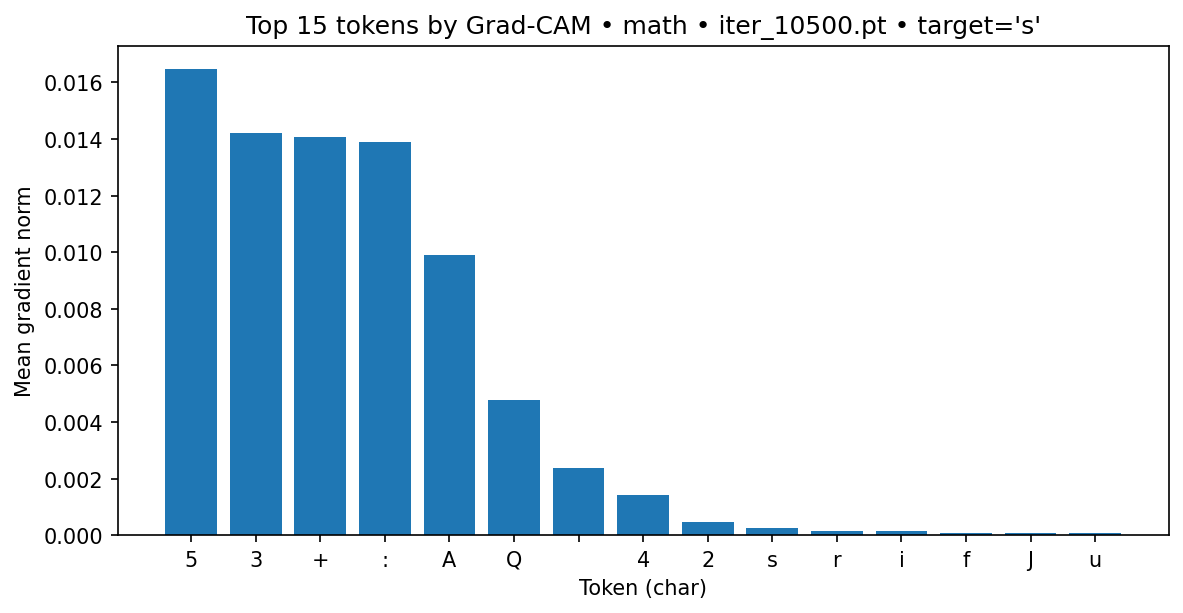 Top 15 tokens by Grad-CAM • math • iter_10500.pt • target='s'
Mean gradient norm
0.016
0.014
0.012
0.010
0.008
0.006
0.004
0.002
0.000
5 3 + : A Q 4 2 s r i f J u
Token (char)